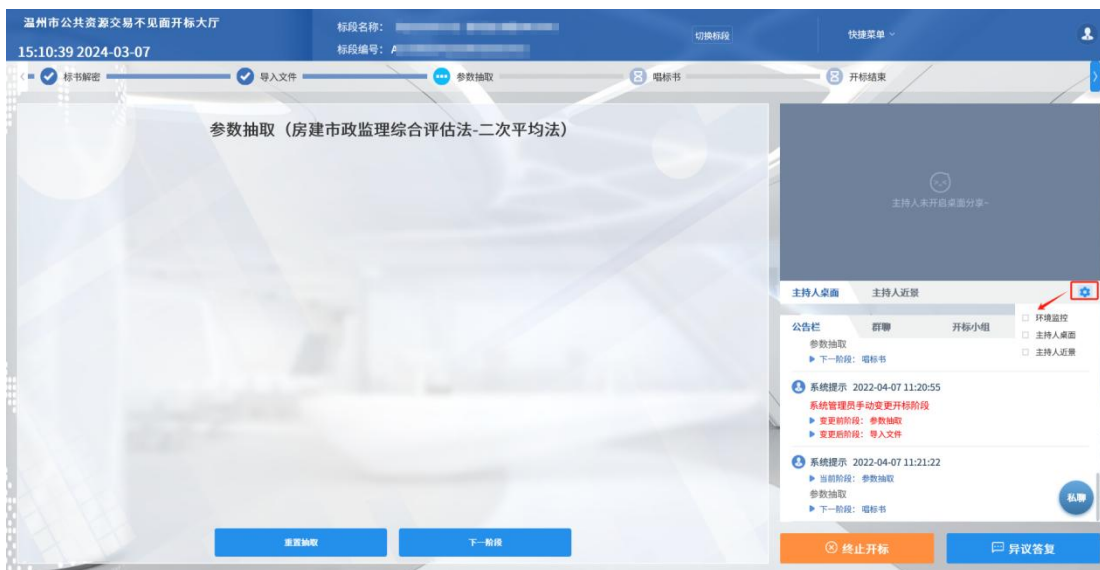 温州市公共资源交易不见面开标大厅
15:10:39 2024-03-07
标段名称：
标段编号：A
切换标段
快捷菜单
标书解密
导入文件
参数抽取
唱标书
开标结束
参数抽取（房建市政监理综合评估法-二次平均法）
主持人未开启桌面分享~
主持人桌面 主持人近景
环境监控
主持人桌面
主持人近景
公告栏 群聊 开标小组
参数抽取
下一阶段：唱标书
系统提示 2022-04-07 11:20:55
系统管理员手动变更开标阶段
变更前阶段：参数抽取
变更后阶段：导入文件
系统提示 2022-04-07 11:21:22
当前阶段：参数抽取
参数抽取
下一阶段：唱标书
私聊
重置抽取
下一阶段
终止开标
异议答复